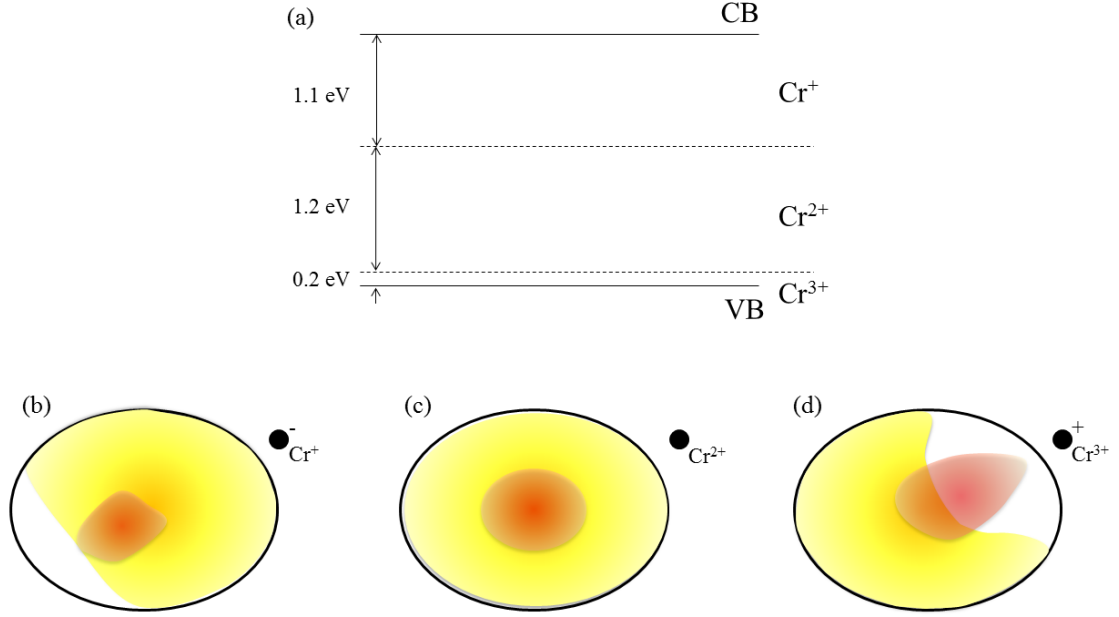 (a)
CB
1.1 eV
Cr⁺
1.2 eV
Cr²⁺
0.2 eV
Cr³⁺
VB
(b)
-
Cr⁺
(c)
Cr²⁺
(d)
+
Cr³⁺